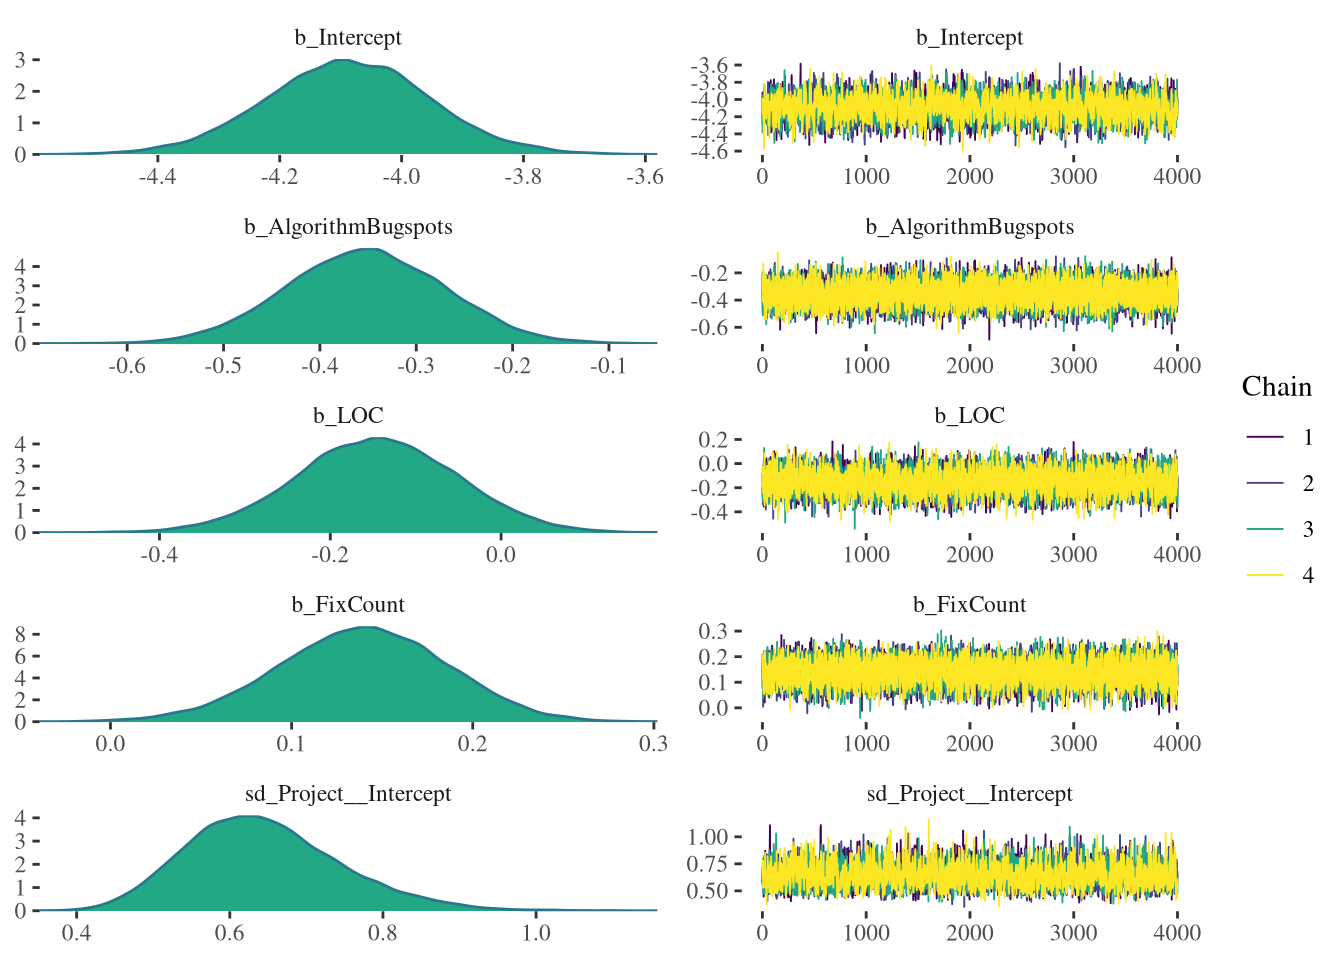 b_Intercept
3
2
1
0
-4.4 -4.2 -4.0 -3.8 -3.6
b_Intercept
-3.6
-3.8
-4.0
-4.2
-4.4
-4.6
0 1000 2000 3000 4000
b_AlgorithmBugspots
4
3
2
1
0
-0.6 -0.5 -0.4 -0.3 -0.2 -0.1
b_AlgorithmBugspots
-0.2
-0.4
-0.6
0 1000 2000 3000 4000
b_LOC
4
3
2
1
0
-0.4 -0.2 0.0
b_LOC
0.2
0.0
-0.2
-0.4
0 1000 2000 3000 4000
b_FixCount
8
6
4
2
0
0.0 0.1 0.2 0.3
b_FixCount
0.3
0.2
0.1
0.0
0 1000 2000 3000 4000
sd_Project__Intercept
4
3
2
1
0
0.4 0.6 0.8 1.0
sd_Project__Intercept
1.00
0.75
0.50
0 1000 2000 3000 4000
Chain
1
2
3
4